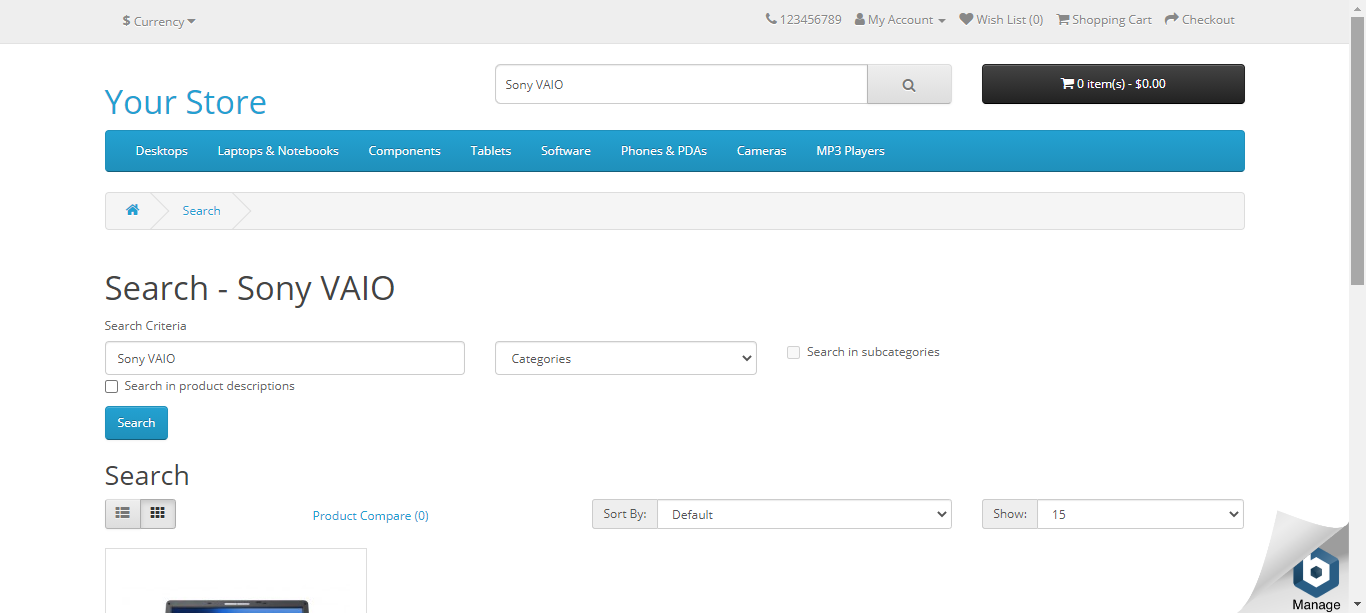 $ Currency
123456789 My Account Wish List (0) Shopping Cart Checkout
Your Store
Sony VAIO
0 item(s) - $0.00
Desktops Laptops & Notebooks Components Tablets Software Phones & PDAs Cameras MP3 Players
Search
Search - Sony VAIO
Search Criteria
Sony VAIO
Categories
Search in subcategories
Search in product descriptions
Search
Search
Product Compare (0)
Sort By: Default
Show: 15
Manage